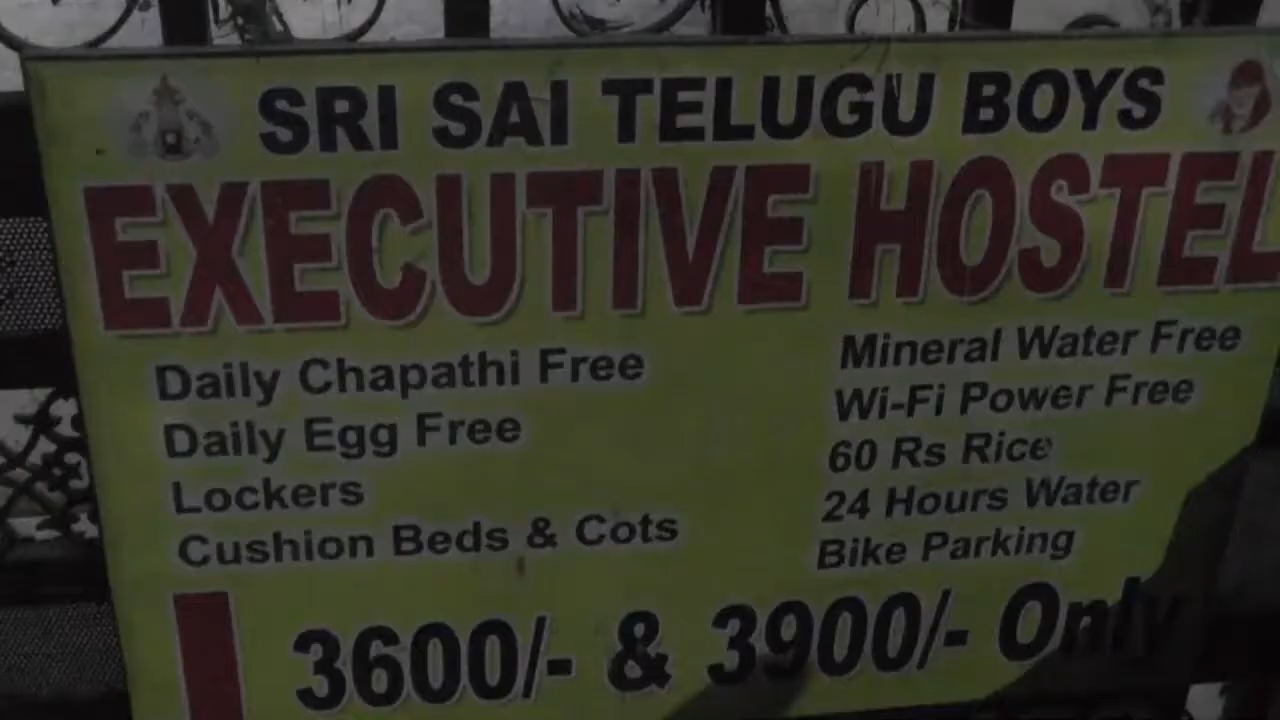 SRI SAI TELUGU BOYS
EXECUTIVE HOSTEL
Daily Chapathi Free
Daily Egg Free
Lockers
Cushion Beds & Cots
Mineral Water Free
Wi-Fi Power Free
60 Rs Rice
24 Hours Water
Bike Parking
3600/- & 3900/- Only